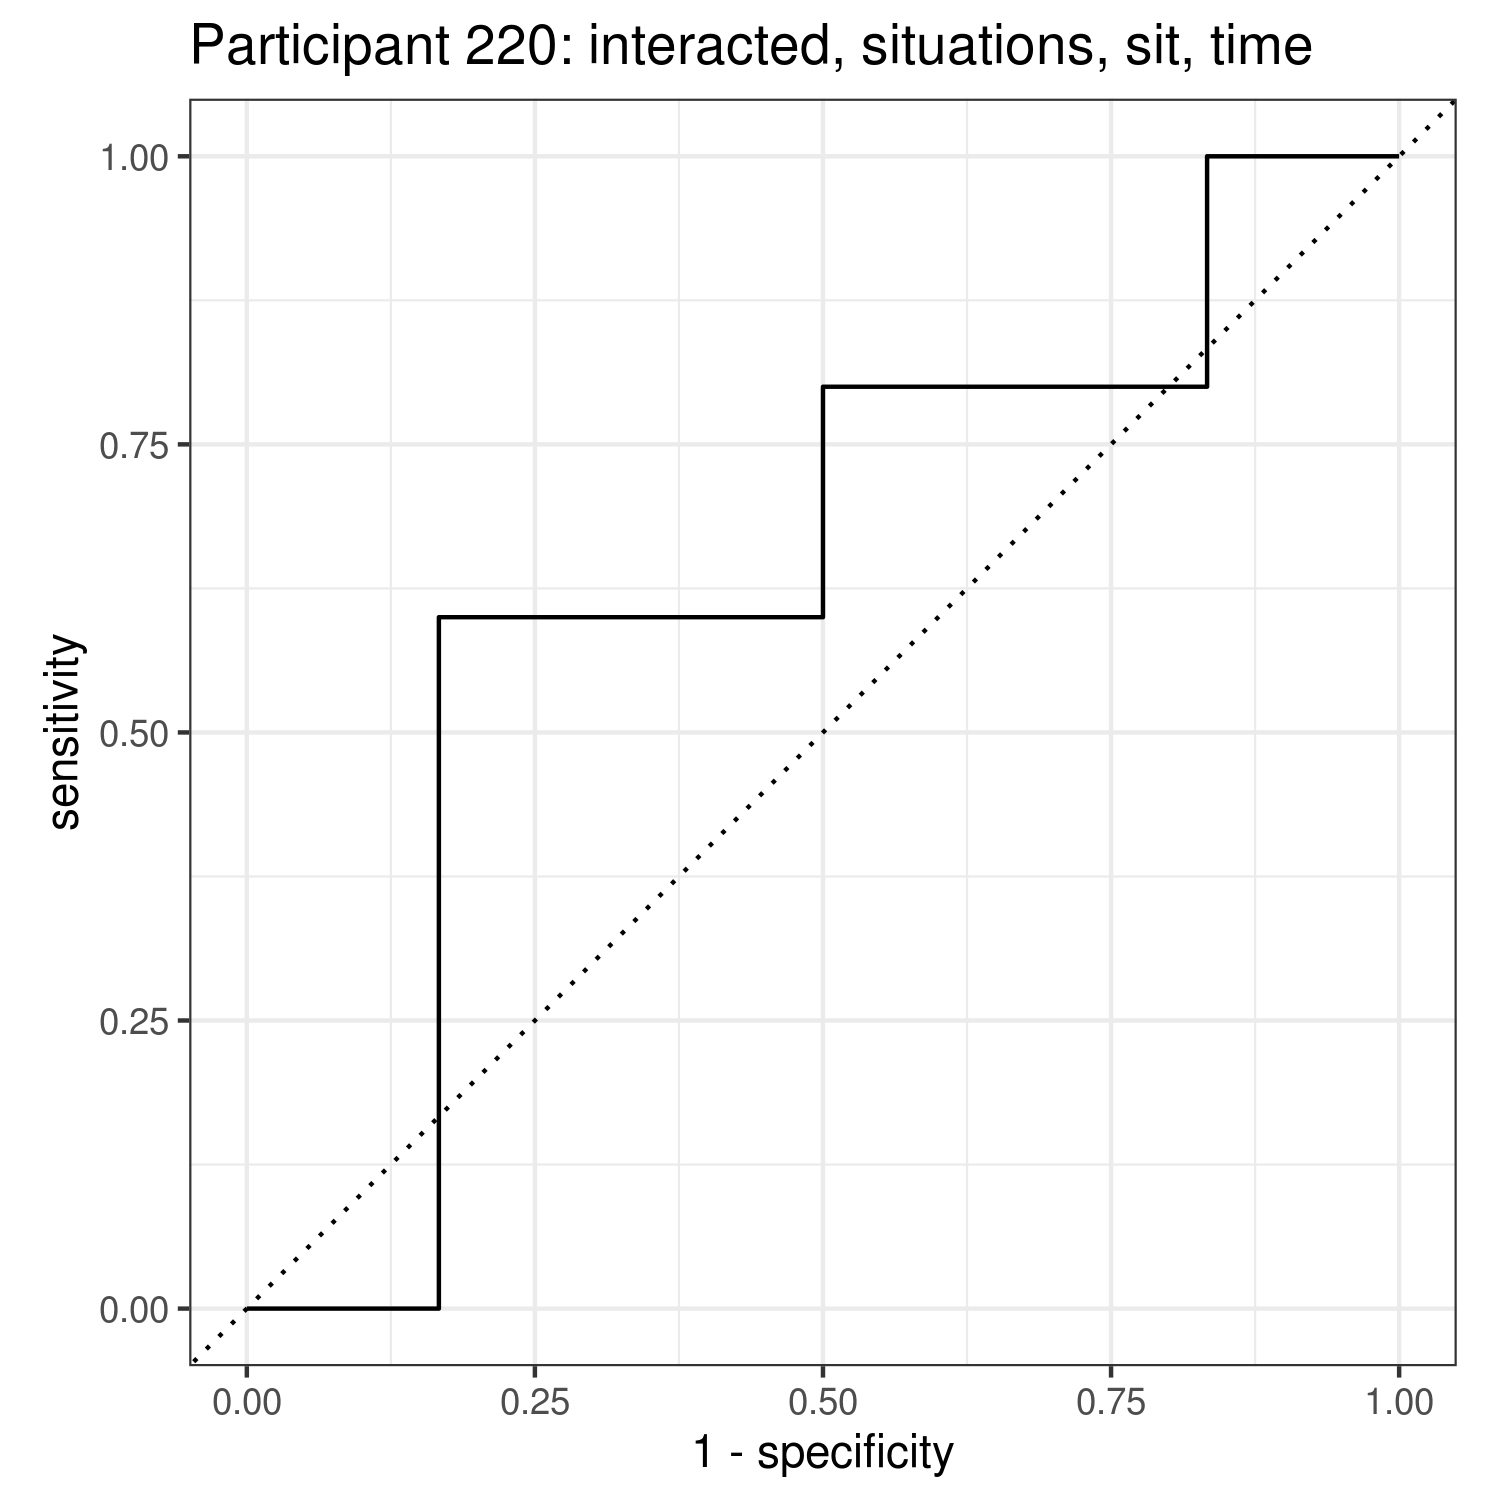 Participant 220: interacted, situations, sit, time
1.00
0.75
0.50
0.25
0.00
sensitivity
0.00 0.25 0.50 0.75 1.00
1 - specificity